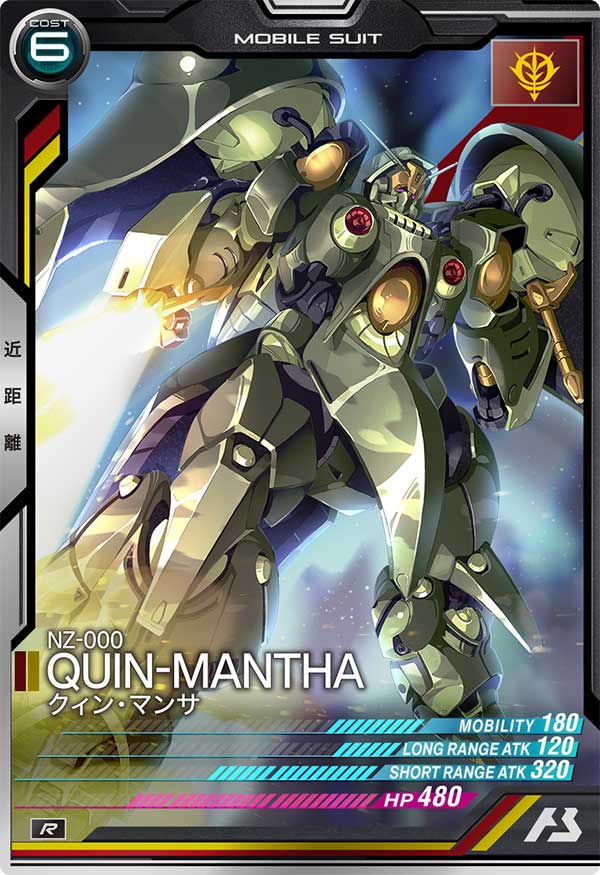 COST
6
MOBILE SUIT
近距離
NZ-000
QUIN-MANTHA
クィン・マンサ
MOBILITY 180
LONG RANGE ATK 120
SHORT RANGE ATK 320
HP 480
R